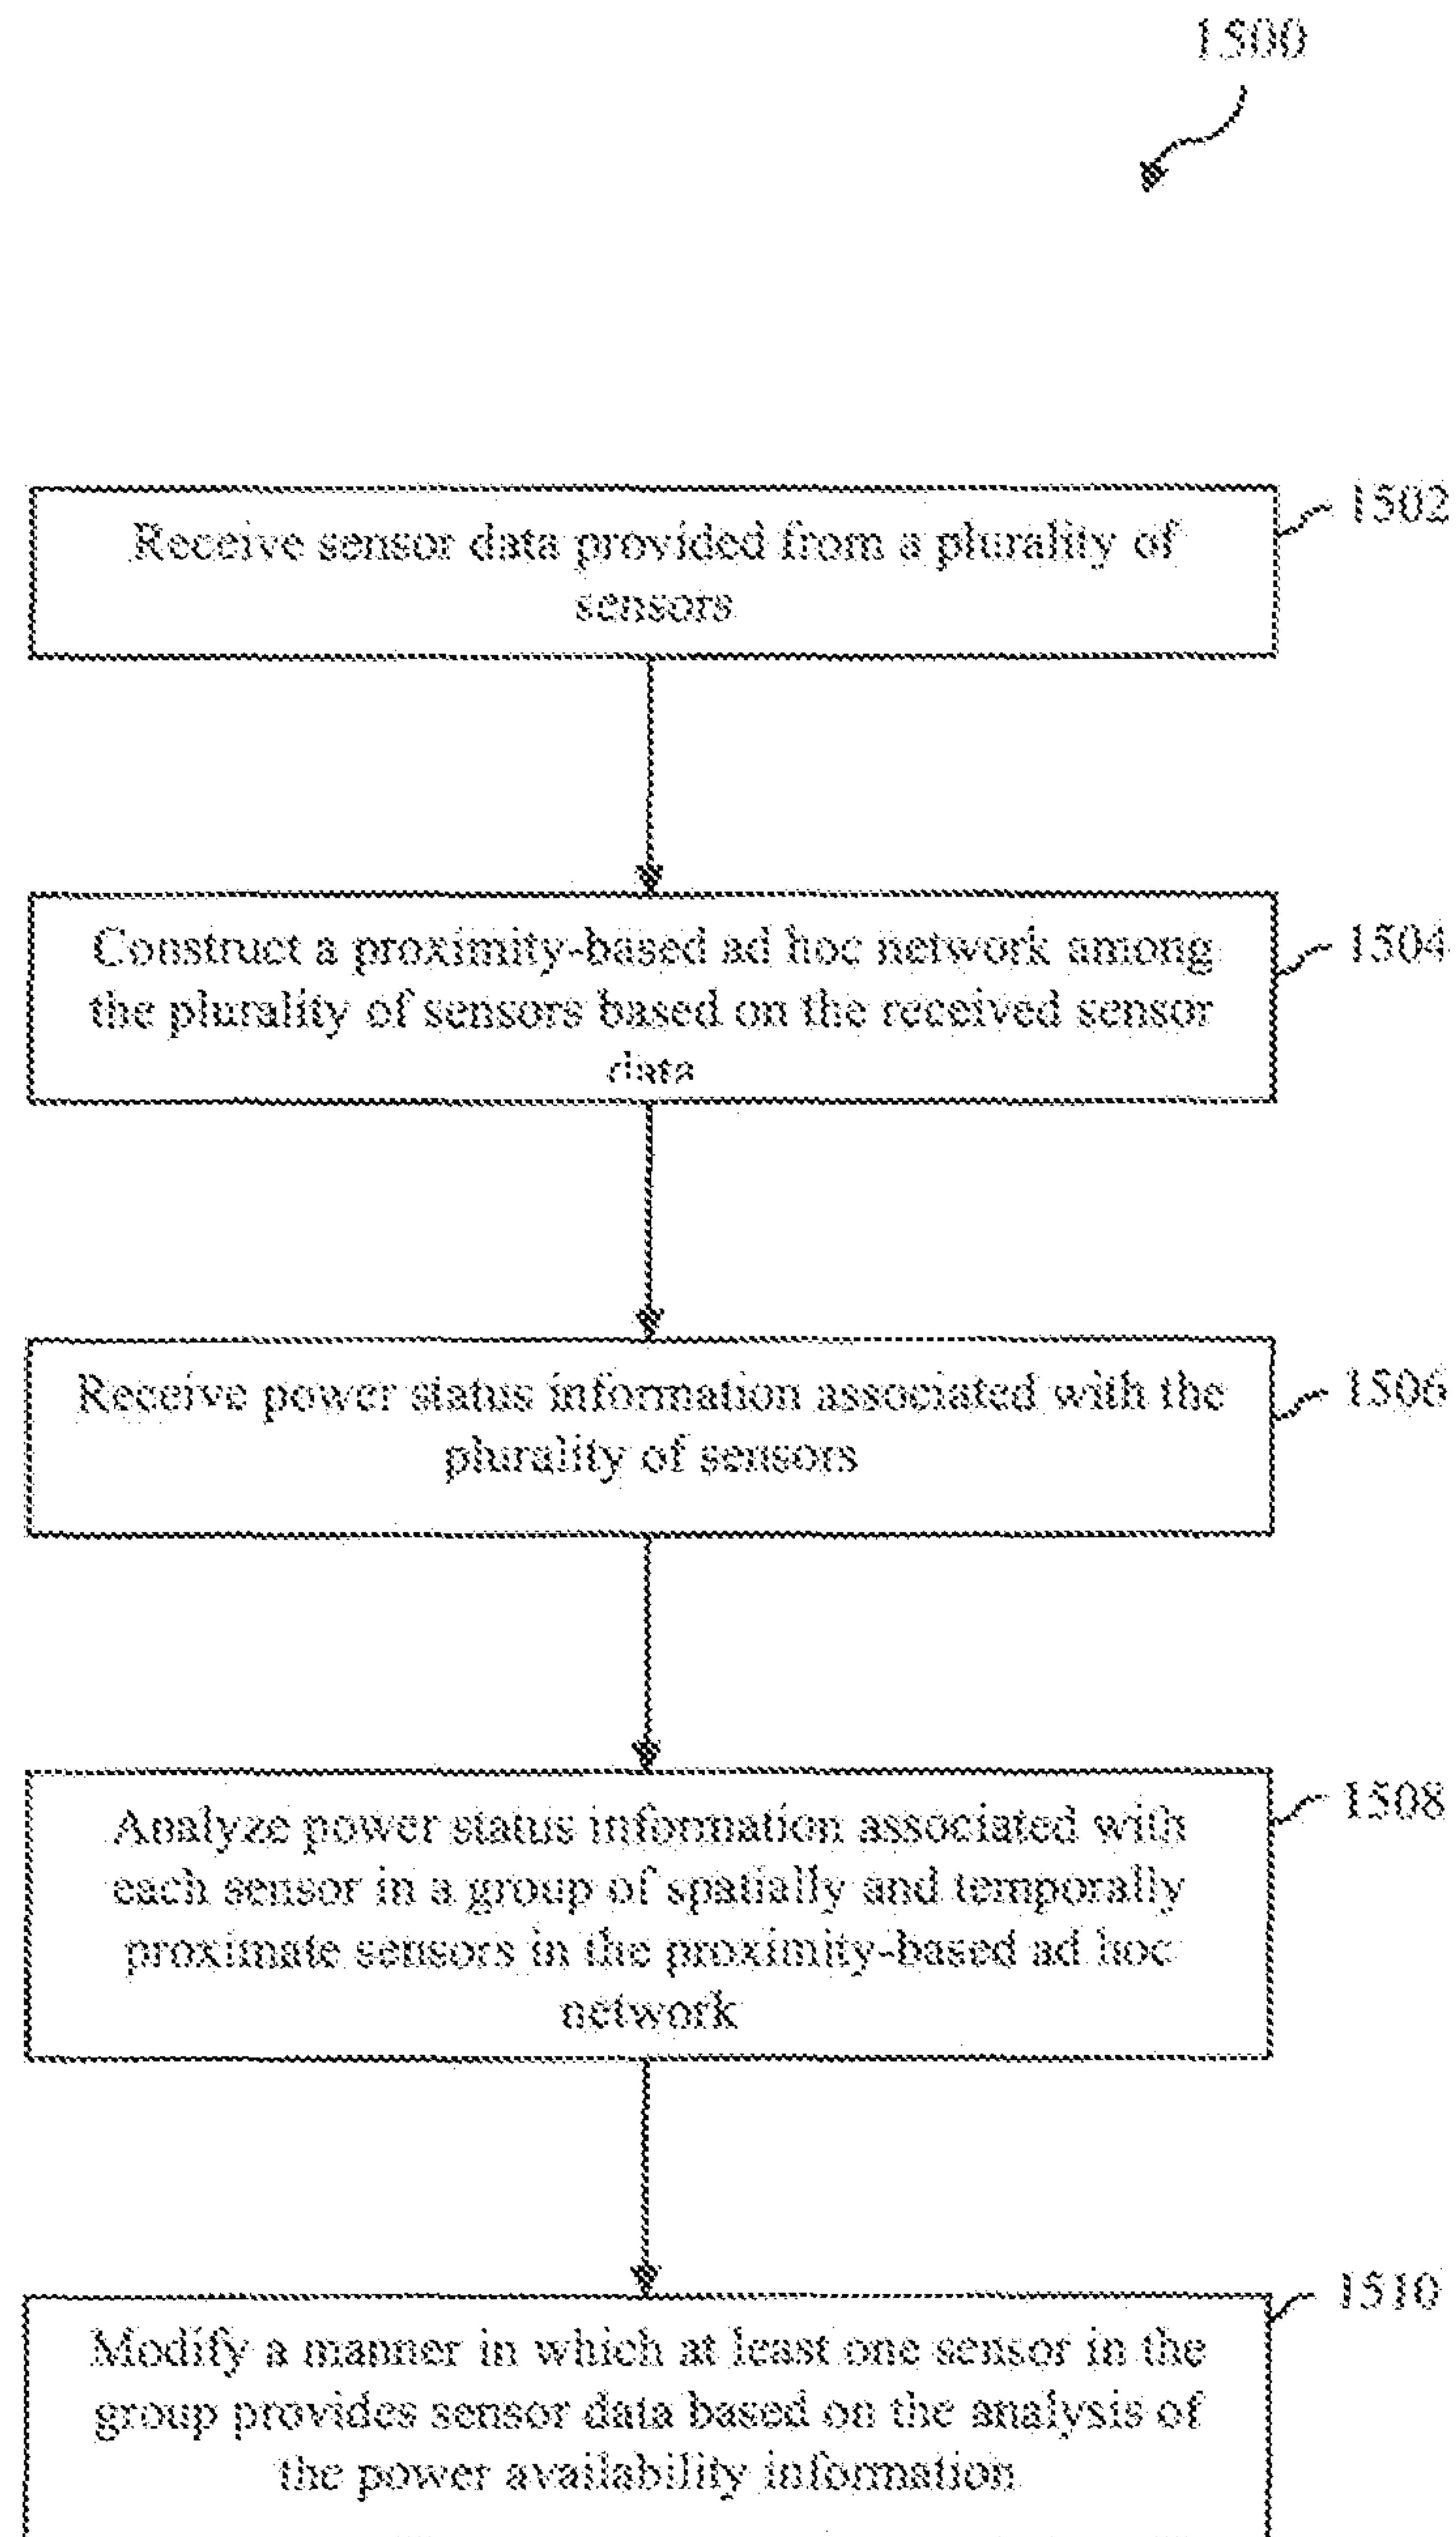 1500
Receive sensor data provided from a plurality of
sensors
1502
Construct a proximity-based ad hoc network among
the plurality of sensors based on the received sensor
data
1504
Receive power status information associated with the
plurality of sensors
1506
Analyze power status information associated with
each sensor in a group of spatially and temporally
proximate sensors in the proximity-based ad hoc
network
1508
Modify a manner in which at least one sensor in the
group provides sensor data based on the analysis of
the power availability information
1510